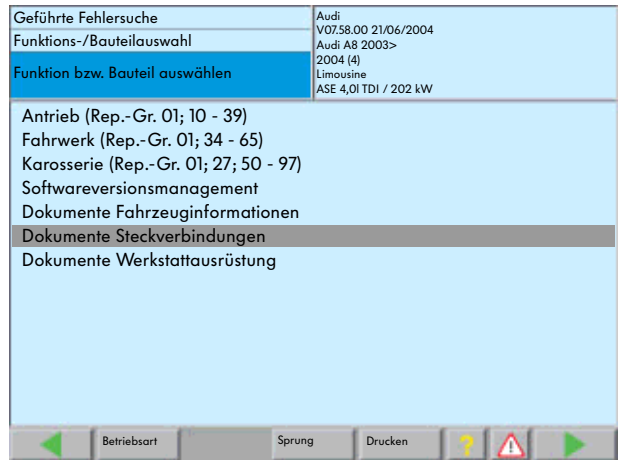 Geführte Fehlersuche
Funktions-/Bauteilauswahl
Funktion bzw. Bauteil auswählen
Audi
V07.58.00 21/06/2004
Audi A8 2003>
2004 (4)
Limousine
ASE 4,0l TDI / 202 kW
Antrieb (Rep.-Gr. 01; 10 - 39)
Fahrwerk (Rep.-Gr. 01; 34 - 65)
Karosserie (Rep.-Gr. 01; 27; 50 - 97)
Softwareversionsmanagement
Dokumente Fahrzeuginformationen
Dokumente Steckverbindungen
Dokumente Werkstattausrüstung
Betriebsart Sprung Drucken ?